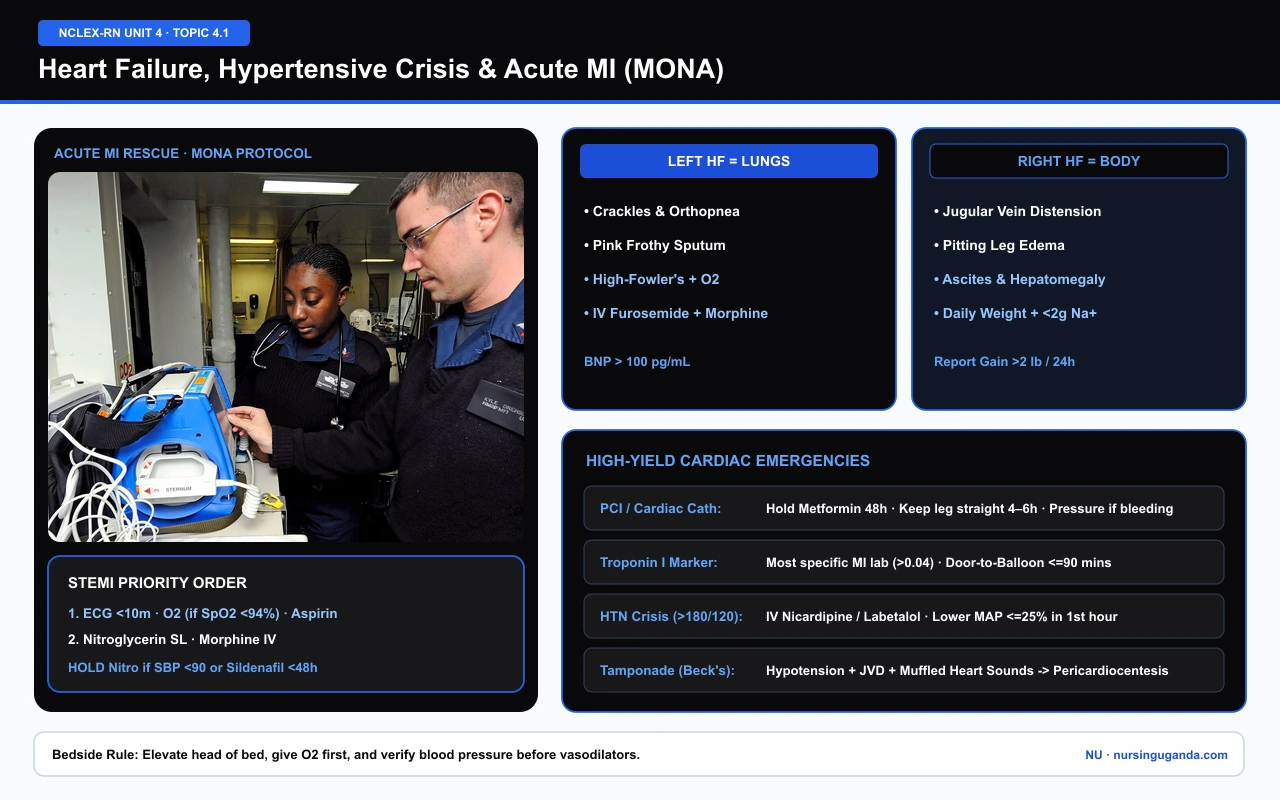 NCLEX-RN UNIT 4 · TOPIC 4.1
Heart Failure, Hypertensive Crisis & Acute MI (MONA)
ACUTE MI RESCUE · MONA PROTOCOL
STERNUM
KYLE
STEMI PRIORITY ORDER
1. ECG <10m · O2 (if SpO2 <94%) · Aspirin
2. Nitroglycerin SL · Morphine IV
HOLD Nitro if SBP <90 or Sildenafil <48h
LEFT HF = LUNGS
• Crackles & Orthopnea
• Pink Frothy Sputum
• High-Fowler's + O2
• IV Furosemide + Morphine
BNP > 100 pg/mL
RIGHT HF = BODY
• Jugular Vein Distension
• Pitting Leg Edema
• Ascites & Hepatomegaly
• Daily Weight + <2g Na+
Report Gain >2 lb / 24h
HIGH-YIELD CARDIAC EMERGENCIES
PCI / Cardiac Cath: Hold Metformin 48h · Keep leg straight 4–6h · Pressure if bleeding
Troponin I Marker: Most specific MI lab (>0.04) · Door-to-Balloon <=90 mins
HTN Crisis (>180/120): IV Nicardipine / Labetalol · Lower MAP <=25% in 1st hour
Tamponade (Beck's): Hypotension + JVD + Muffled Heart Sounds -> Pericardiocentesis
Bedside Rule: Elevate head of bed, give O2 first, and verify blood pressure before vasodilators.
NU · nursinguganda.com